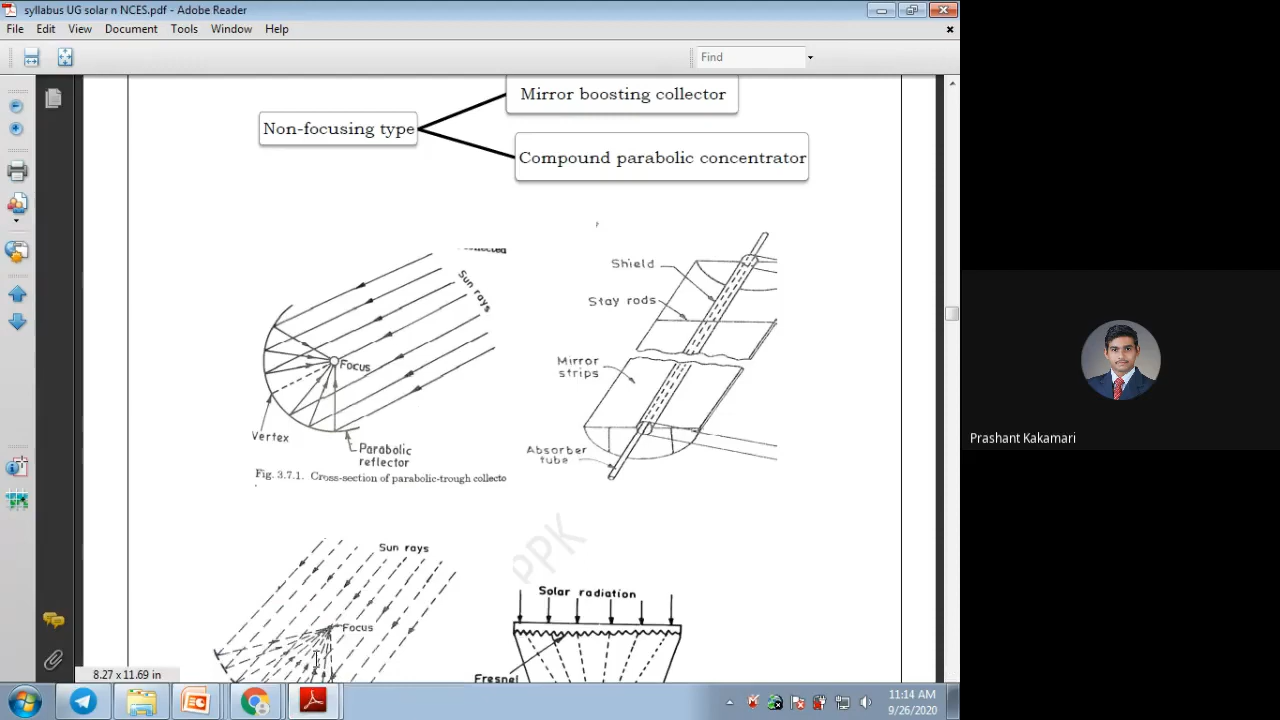 syllabus UG solar n NCES.pdf - Adobe Reader
File Edit View Document Tools Window Help
Find
Mirror boosting collector
Non-focusing type
Compound parabolic concentrator
Sun rays
Focus
Vertex
Parabolic
reflector
Fig. 3.7.1. Cross-section of parabolic-trough collecto
Shield
Stay rods
Mirror
strips
Absorber
tube
PPK
Sun rays
Focus
Solar radiation
Fresnel
8.27 x 11.69 in
Prashant Kakamari
11:14 AM
9/26/2020